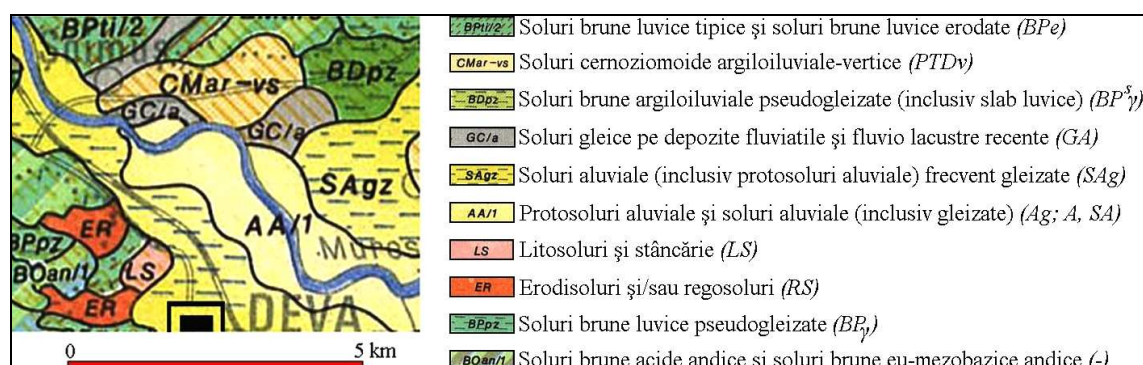 BPti/2
CMar-vs
BDpz
GC/a
GC/a
SAgz
AA/1
Mureș
ER
BPpz
BOan/1
LS
ER
DEVA
0 5 km
BPti/2 Soluri brune luvice tipice şi soluri brune luvice erodate (BPe)
CMar-vs Soluri cernoziomoide argiloiluviale-vertice (PTDv)
BDpz Soluri brune argiloiluviale pseudogleizate (inclusiv slab luvice) (BPˢγ)
GC/a Soluri gleice pe depozite fluviatile şi fluvio lacustre recente (GA)
SAgz Soluri aluviale (inclusiv protosoluri aluviale) frecvent gleizate (SAg)
AA/1 Protosoluri aluviale şi soluri aluviale (inclusiv gleizate) (Ag; A, SA)
LS Litosoluri şi stâncărie (LS)
ER Erodisoluri şi/sau regosoluri (RS)
BPpz Soluri brune luvice pseudogleizate (BPγ)
BOan/1 Soluri brune acide andice si soluri brune eu-mezobazice andice (-)